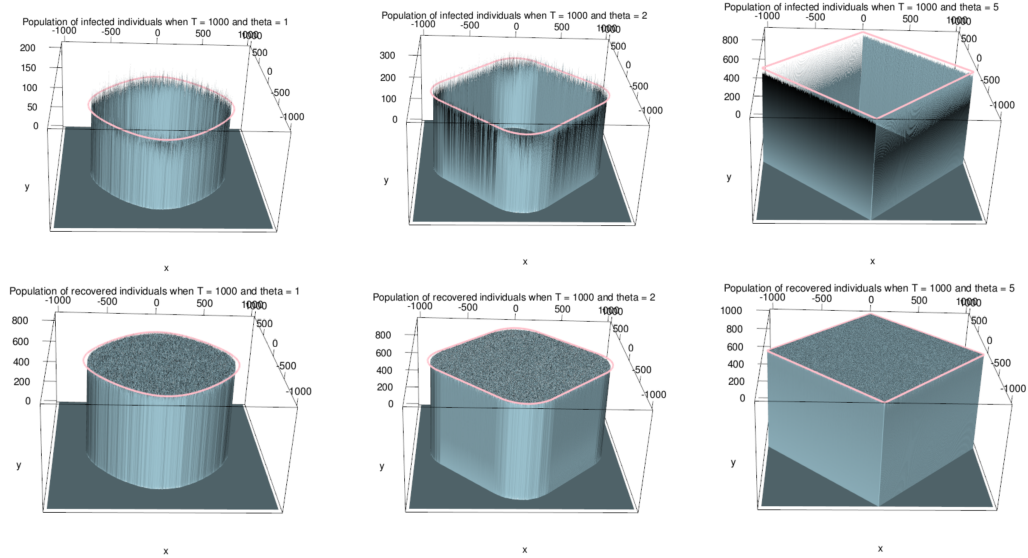 Population of infected individuals when T = 1000 and theta = 1
-1000 -500 0 500 1000 1000
500
0
-500
-1000
200
150
100
50
0
y
x
Population of infected individuals when T = 1000 and theta = 2
-1000 -500 0 500 1000 1000
500
0
-500
-1000
300
200
100
0
y
x
Population of infected individuals when T = 1000 and theta = 5
-1000 -500 0 500 1000 1000
500
0
-500
-1000
800
600
400
200
0
y
x
Population of recovered individuals when T = 1000 and theta = 1
-1000 -500 0 500 1000 1000
500
0
-500
-1000
800
600
400
200
0
y
x
Population of recovered individuals when T = 1000 and theta = 2
-1000 -500 0 500 1000 1000
500
0
-500
-1000
800
600
400
200
0
y
x
Population of recovered individuals when T = 1000 and theta = 5
-1000 -500 0 500 1000 1000
500
0
-500
-1000
1000
800
600
400
200
0
y
x